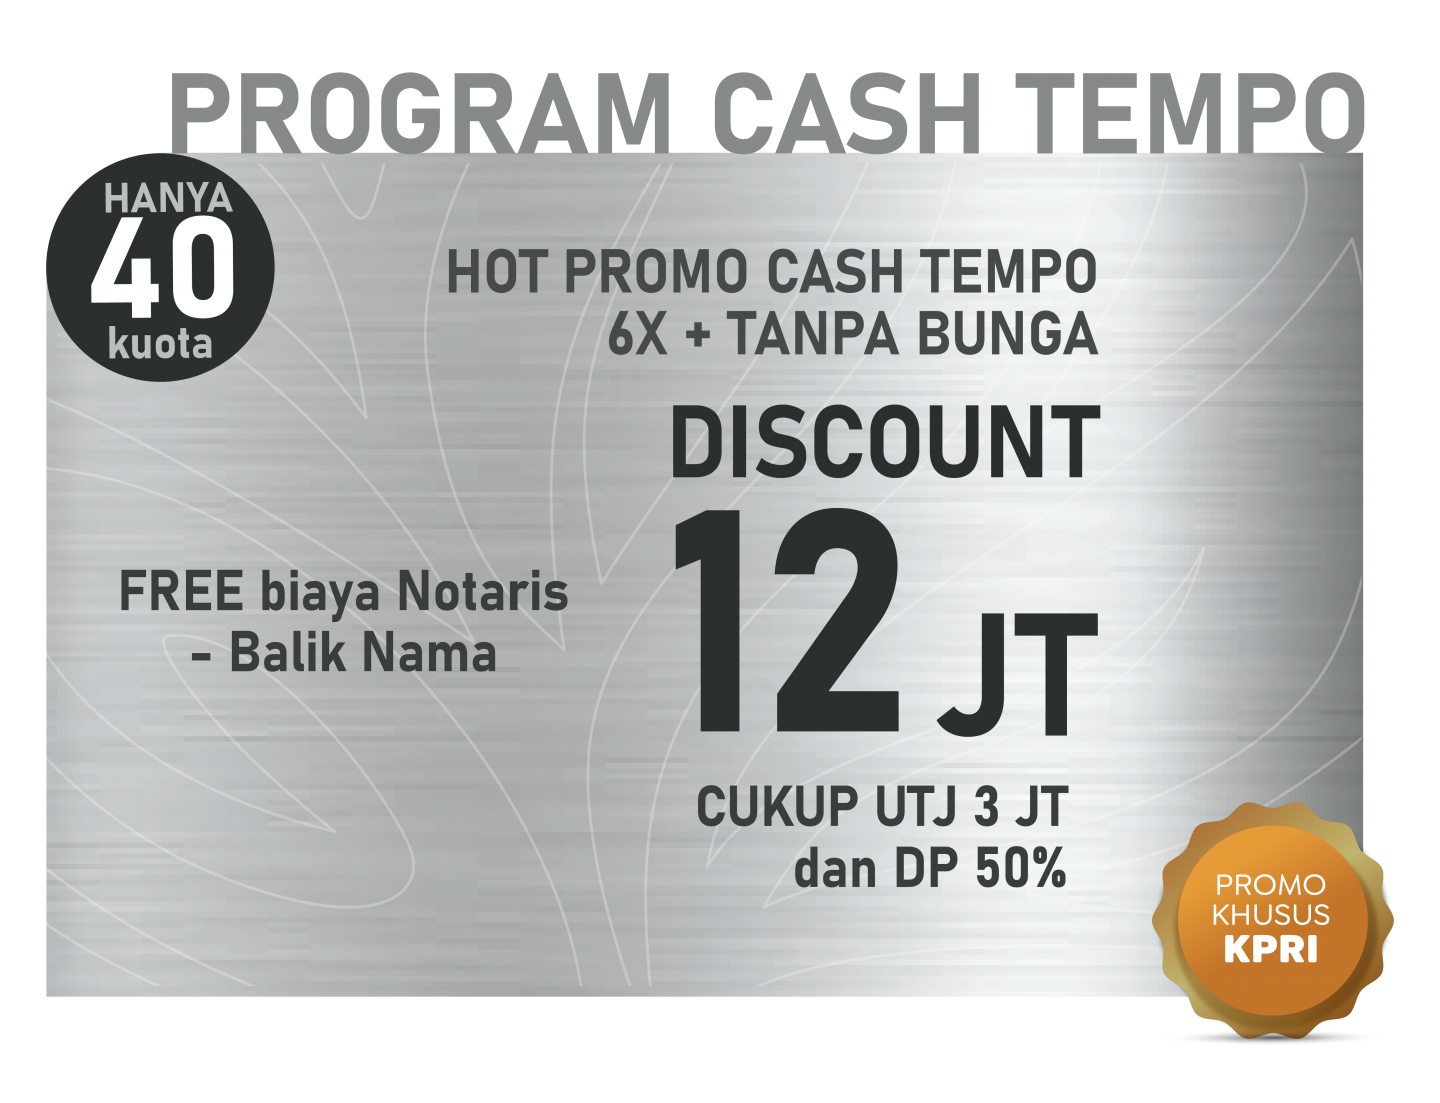 PROGRAM CASH TEMPO
HANYA
40
kuota
HOT PROMO CASH TEMPO
6X + TANPA BUNGA
DISCOUNT
12 JT
FREE biaya Notaris
- Balik Nama
CUKUP UTJ 3 JT
dan DP 50%
PROMO
KHUSUS
KPRI